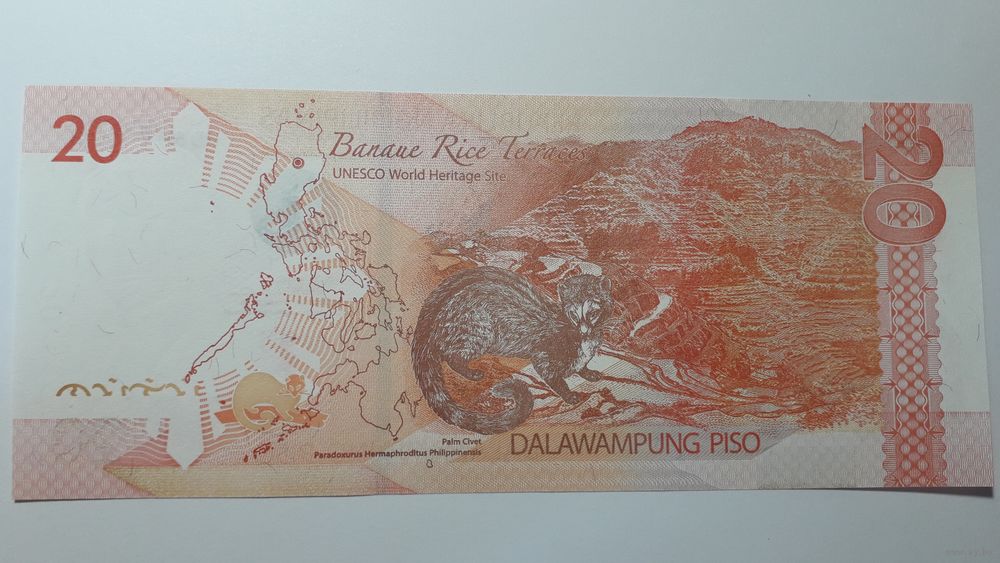 20
Banaue Rice Terraces
UNESCO World Heritage Site
20
Palm Civet
Paradoxurus Hermaphroditus Philippinensis
DALAWAMPUNG PISO